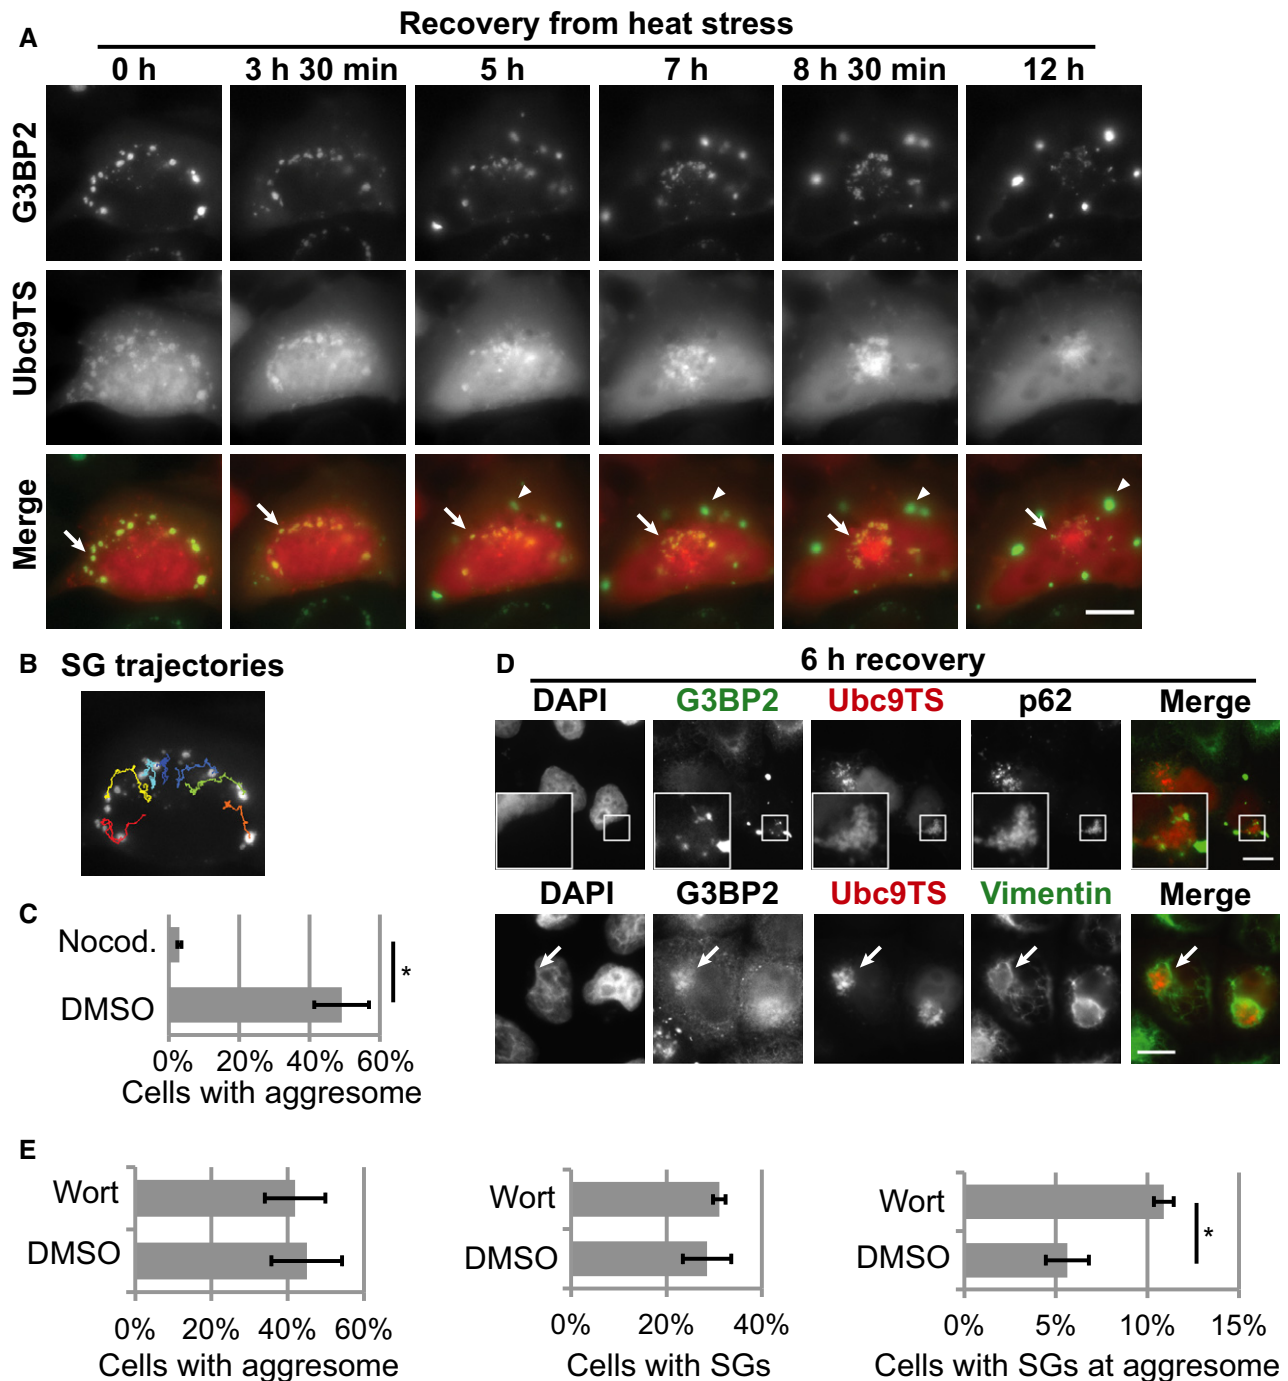 A
Recovery from heat stress
0 h 3 h 30 min 5 h 7 h 8 h 30 min 12 h
G3BP2
Ubc9TS
Merge
B SG trajectories
C
Nocod.
DMSO
*
0% 20% 40% 60%
Cells with aggresome
D
6 h recovery
DAPI G3BP2 Ubc9TS p62 Merge
DAPI G3BP2 Ubc9TS Vimentin Merge
E
Wort
DMSO
0% 20% 40% 60%
Cells with aggresome
Wort
DMSO
0% 20% 40%
Cells with SGs
Wort
DMSO
*
0% 5% 10% 15%
Cells with SGs at aggresome